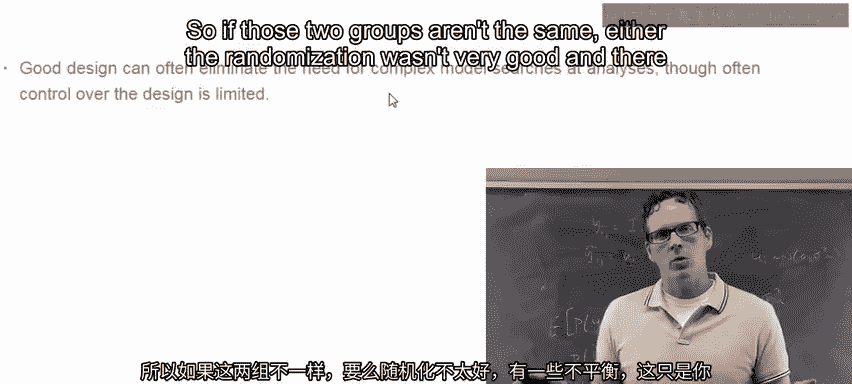 So if those two groups aren't the same, either
the randomization wasn't very good and there
• Good design can often eliminate the need for complex model searches at analyses, though often
control over the design is limited.
所以如果这两组不一样，要么随机化不太好，有一些不平衡，这只是你